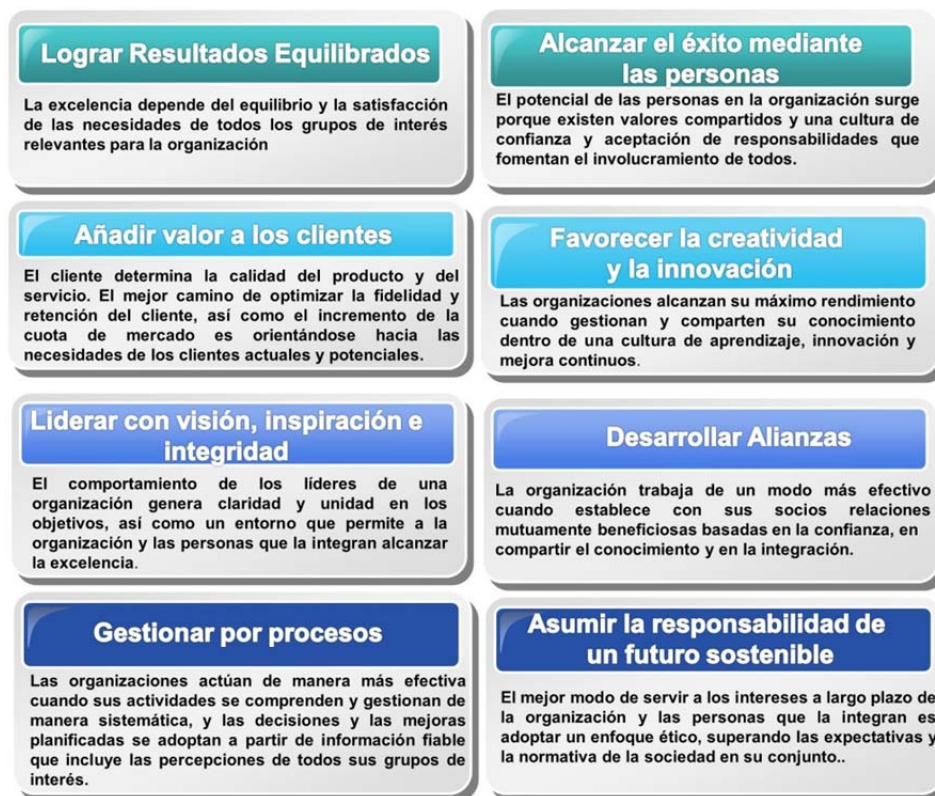 Lograr Resultados Equilibrados
La excelencia depende del equilibrio y la satisfacción
de las necesidades de todos los grupos de interés
relevantes para la organización
Alcanzar el éxito mediante
las personas
El potencial de las personas en la organización surge
porque existen valores compartidos y una cultura de
confianza y aceptación de responsabilidades que
fomentan el involucramiento de todos.
Añadir valor a los clientes
El cliente determina la calidad del producto y del
servicio. El mejor camino de optimizar la fidelidad y
retención del cliente, así como el incremento de la
cuota de mercado es orientándose hacia las
necesidades de los clientes actuales y potenciales.
Favorecer la creatividad
y la innovación
Las organizaciones alcanzan su máximo rendimiento
cuando gestionan y comparten su conocimiento
dentro de una cultura de aprendizaje, innovación y
mejora continuos.
Liderar con visión, inspiración e
integridad
El comportamiento de los líderes de una
organización genera claridad y unidad en los
objetivos, así como un entorno que permite a la
organización y las personas que la integran alcanzar
la excelencia.
Desarrollar Alianzas
La organización trabaja de un modo más efectivo
cuando establece con sus socios relaciones
mutuamente beneficiosas basadas en la confianza, en
compartir el conocimiento y en la integración.
Gestionar por procesos
Las organizaciones actúan de manera más efectiva
cuando sus actividades se comprenden y gestionan de
manera sistemática, y las decisiones y las mejoras
planificadas se adoptan a partir de información fiable
que incluye las percepciones de todos sus grupos de
interés.
Asumir la responsabilidad de
un futuro sostenible
El mejor modo de servir a los intereses a largo plazo de
la organización y las personas que la integran es
adoptar un enfoque ético, superando las expectativas y
la normativa de la sociedad en su conjunto..